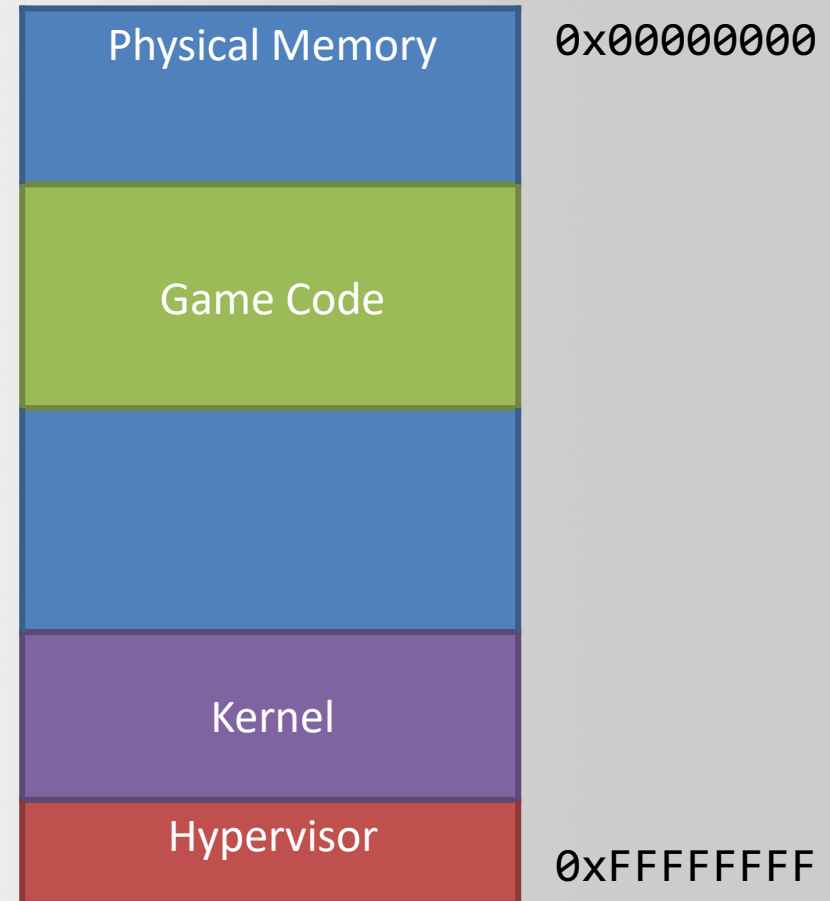 Physical Memory
0x00000000
Game Code
Kernel
Hypervisor
0xFFFFFFFF